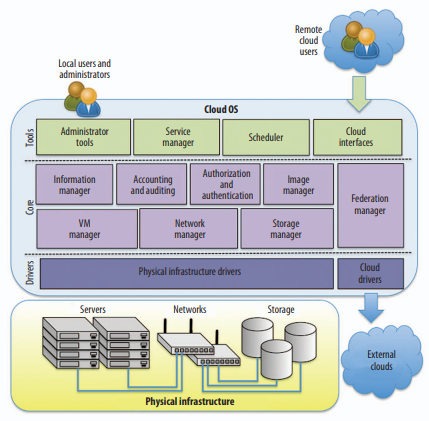 Remote
cloud
users
Local users and
administrators
Cloud OS
Tools
Administrator
tools
Service
manager
Scheduler
Cloud
interfaces
Core
Information
manager
Accounting
and auditing
Authorization
and
authentication
Image
manager
Federation
manager
VM
manager
Network
manager
Storage
manager
Drivers
Physical infrastructure drivers
Cloud
drivers
Servers
Networks
Storage
External
clouds
Physical infrastructure